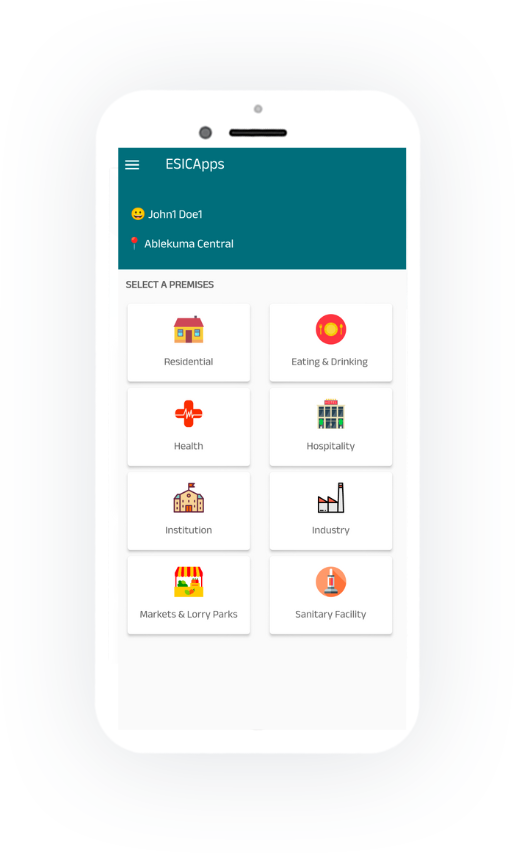 ESICApps
John1 Doe1
Ablekuma Central
SELECT A PREMISES
Residential
Eating & Drinking
Health
Hospitality
Institution
Industry
Markets & Lorry Parks
Sanitary Facility